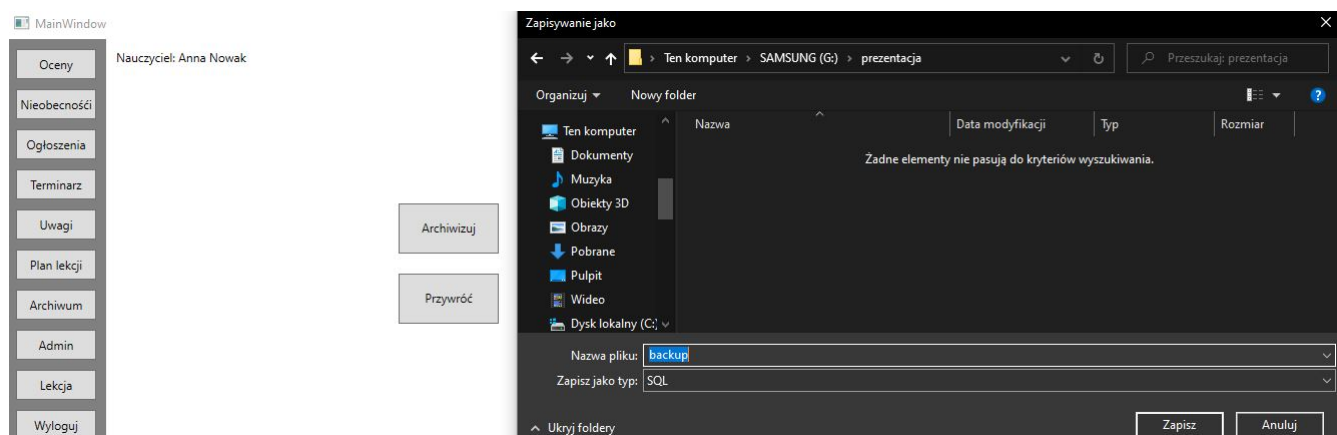 MainWindow
Oceny
Nieobecnośći
Ogłoszenia
Terminarz
Uwagi
Plan lekcji
Archiwum
Admin
Lekcja
Wyloguj
Nauczyciel: Anna Nowak
Archiwizuj
Przywróć
Zapisywanie jako
Ten komputer › SAMSUNG (G:) › prezentacja
Przeszukaj: prezentacja
Organizuj
Nowy folder
Ten komputer
Dokumenty
Muzyka
Obiekty 3D
Obrazy
Pobrane
Pulpit
Wideo
Dysk lokalny (C:)
Nazwa Data modyfikacji Typ Rozmiar
Żadne elementy nie pasują do kryteriów wyszukiwania.
Nazwa pliku: backup
Zapisz jako typ: SQL
Ukryj foldery
Zapisz
Anuluj